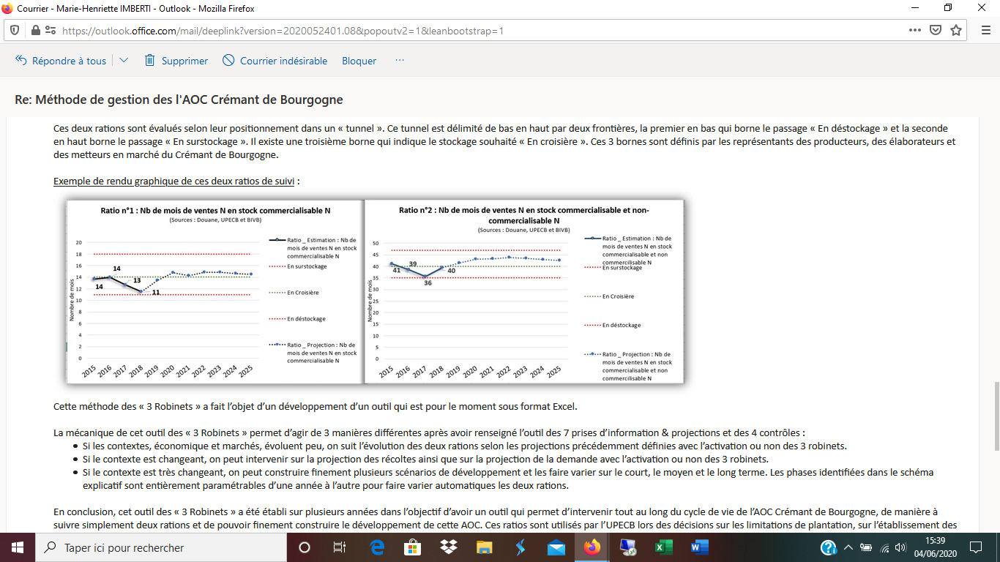 Courrier - Marie-Henriette IMBERTI - Outlook - Mozilla Firefox
https://outlook.office.com/mail/deeplink?version=2020052401.08&popoutv2=1&leanbootstrap=1
Répondre à tous
Supprimer
Courrier indésirable
Bloquer
Re: Méthode de gestion des l'AOC Crémant de Bourgogne
Ces deux rations sont évalués selon leur positionnement dans un « tunnel ». Ce tunnel est délimité de bas en haut par deux frontières, la premier en bas qui borne le passage « En déstockage » et la seconde
en haut borne le passage « En surstockage ». Il existe une troisième borne qui indique le stockage souhaité « En croisière ». Ces 3 bornes sont définis par les représentants des producteurs, des élaborateurs et
des metteurs en marché du Crémant de Bourgogne.
Exemple de rendu graphique de ces deux ratios de suivi :
Ratio n°1 : Nb de mois de ventes N en stock commercialisable N
(Sources : Douane, UPECB et BIVB)
Nombre de mois
20
18
16
14
12
10
8
6
4
2
0
14
14
13
11
2015
2016
2017
2018
2019
2020
2021
2022
2023
2024
2025
Ratio _ Estimation : Nb de
mois de ventes N en stock
commercialisable N
En surstockage
En Croisière
En déstockage
Ratio _ Projection : Nb de
mois de ventes N en stock
commercialisable N
Ratio n°2 : Nb de mois de ventes N en stock commercialisable et non-
commercialisable N
(Sources : Douane, UPECB et BIVB)
Nombre de mois
50
45
40
35
30
25
20
15
10
5
0
41
39
36
40
2015
2016
2017
2018
2019
2020
2021
2022
2023
2024
2025
Ratio _ Estimation : Nb de
mois de ventes N en stock
commercialisable et non
commercilisable N
En surstockage
En Croisière
En déstockage
Ratio _ Projection : Nb de
mois de ventes N en stock
commercialisable et non
commercilisable N
Cette méthode des « 3 Robinets » a fait l'objet d'un développement d'un outil qui est pour le moment sous format Excel.
La mécanique de cet outil des « 3 Robinets » permet d'agir de 3 manières différentes après avoir renseigné l'outil des 7 prises d'information & projections et des 4 contrôles :
• Si les contextes, économique et marchés, évoluent peu, on suit l'évolution des deux rations selon les projections précédemment définies avec l'activation ou non des 3 robinets.
• Si le contexte est changeant, on peut intervenir sur la projection des récoltes ainsi que sur la projection de la demande avec l'activation ou non des 3 robinets.
• Si le contexte est très changeant, on peut construire finement plusieurs scénarios de développement et les faire varier sur le court, le moyen et le long terme. Les phases identifiées dans le schéma
explicatif sont entièrement paramétrables d'une année à l'autre pour faire varier automatiques les deux rations.
En conclusion, cet outil des « 3 Robinets » a été établi sur plusieurs années dans l'objectif d'avoir un outil qui permet d'intervenir tout au long du cycle de vie de l'AOC Crémant de Bourgogne, de manière à
suivre simplement deux rations et de pouvoir finement construire le développement de cette AOC. Ces ratios sont utilisés par l'UPECB lors des décisions sur les limitations de plantation, sur l'établissement des
Taper ici pour rechercher
15:39
04/06/2020